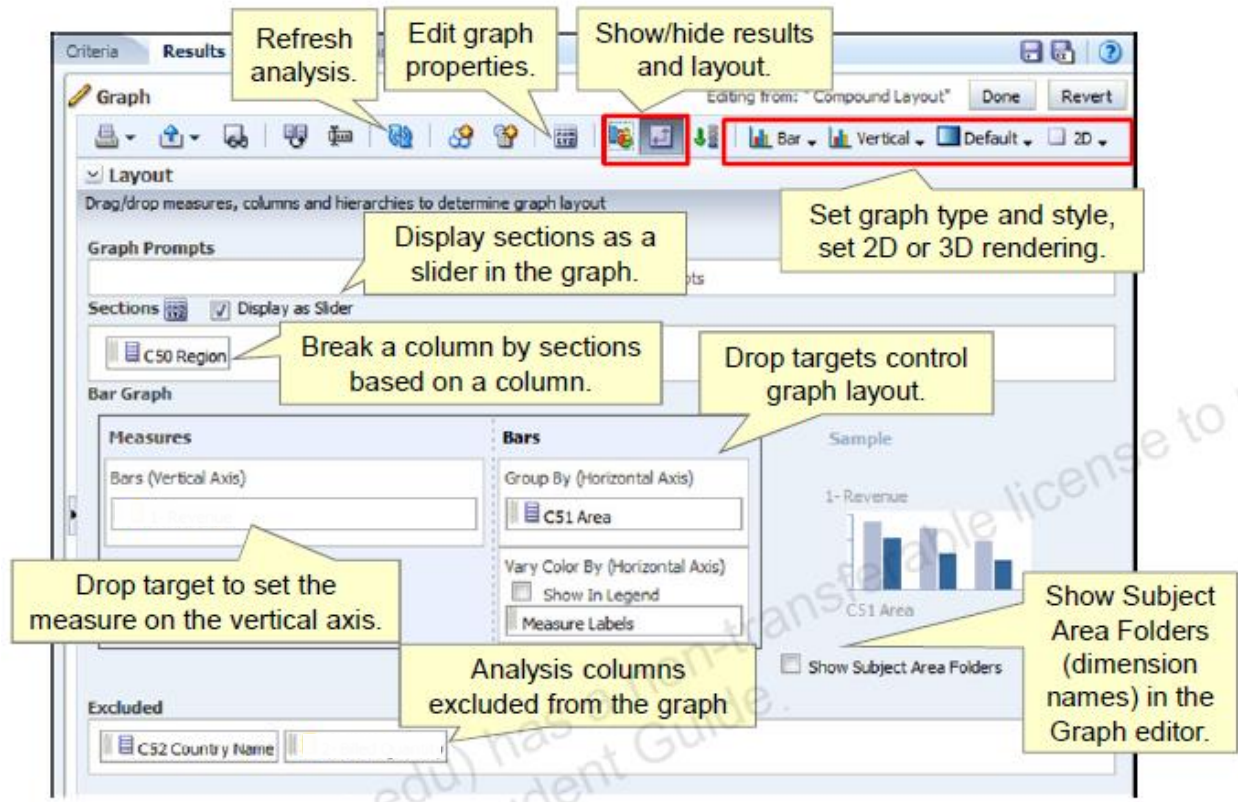 Criteria Results
Refresh
analysis.
Edit graph
properties.
Show/hide results
and layout.
Graph
Editing from: "Compound Layout" Done Revert
Bar Vertical Default 2D
Layout
Drag/drop measures, columns and hierarchies to determine graph layout
Set graph type and style,
set 2D or 3D rendering.
Graph Prompts
Display sections as a
slider in the graph.
Sections Display as Slider
C50 Region
Break a column by sections
based on a column.
Drop targets control
graph layout.
Bar Graph
Measures Bars Sample
Bars (Vertical Axis) Group By (Horizontal Axis)
1- Revenue
C51 Area
Vary Color By (Horizontal Axis)
Show In Legend
Measure Labels
C51 Area
Drop target to set the
measure on the vertical axis.
Show Subject
Area Folders
(dimension
names) in the
Graph editor.
Show Subject Area Folders
Analysis columns
excluded from the graph
Excluded
C52 Country Name
edu) has a non-transferable license to
Guide.